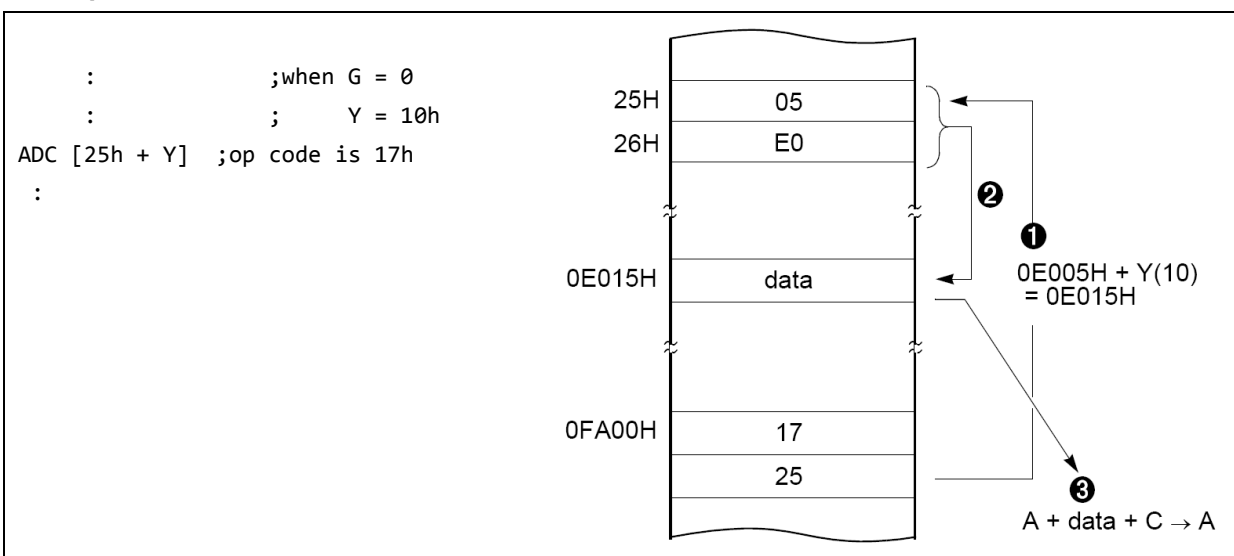 : ;when G = 0
: ; Y = 10h
ADC [25h + Y] ;op code is 17h
:
25H 05
26H E0
❷
❶
0E015H data
0E005H + Y(10)
= 0E015H
0FA00H 17
25
❸
A + data + C → A